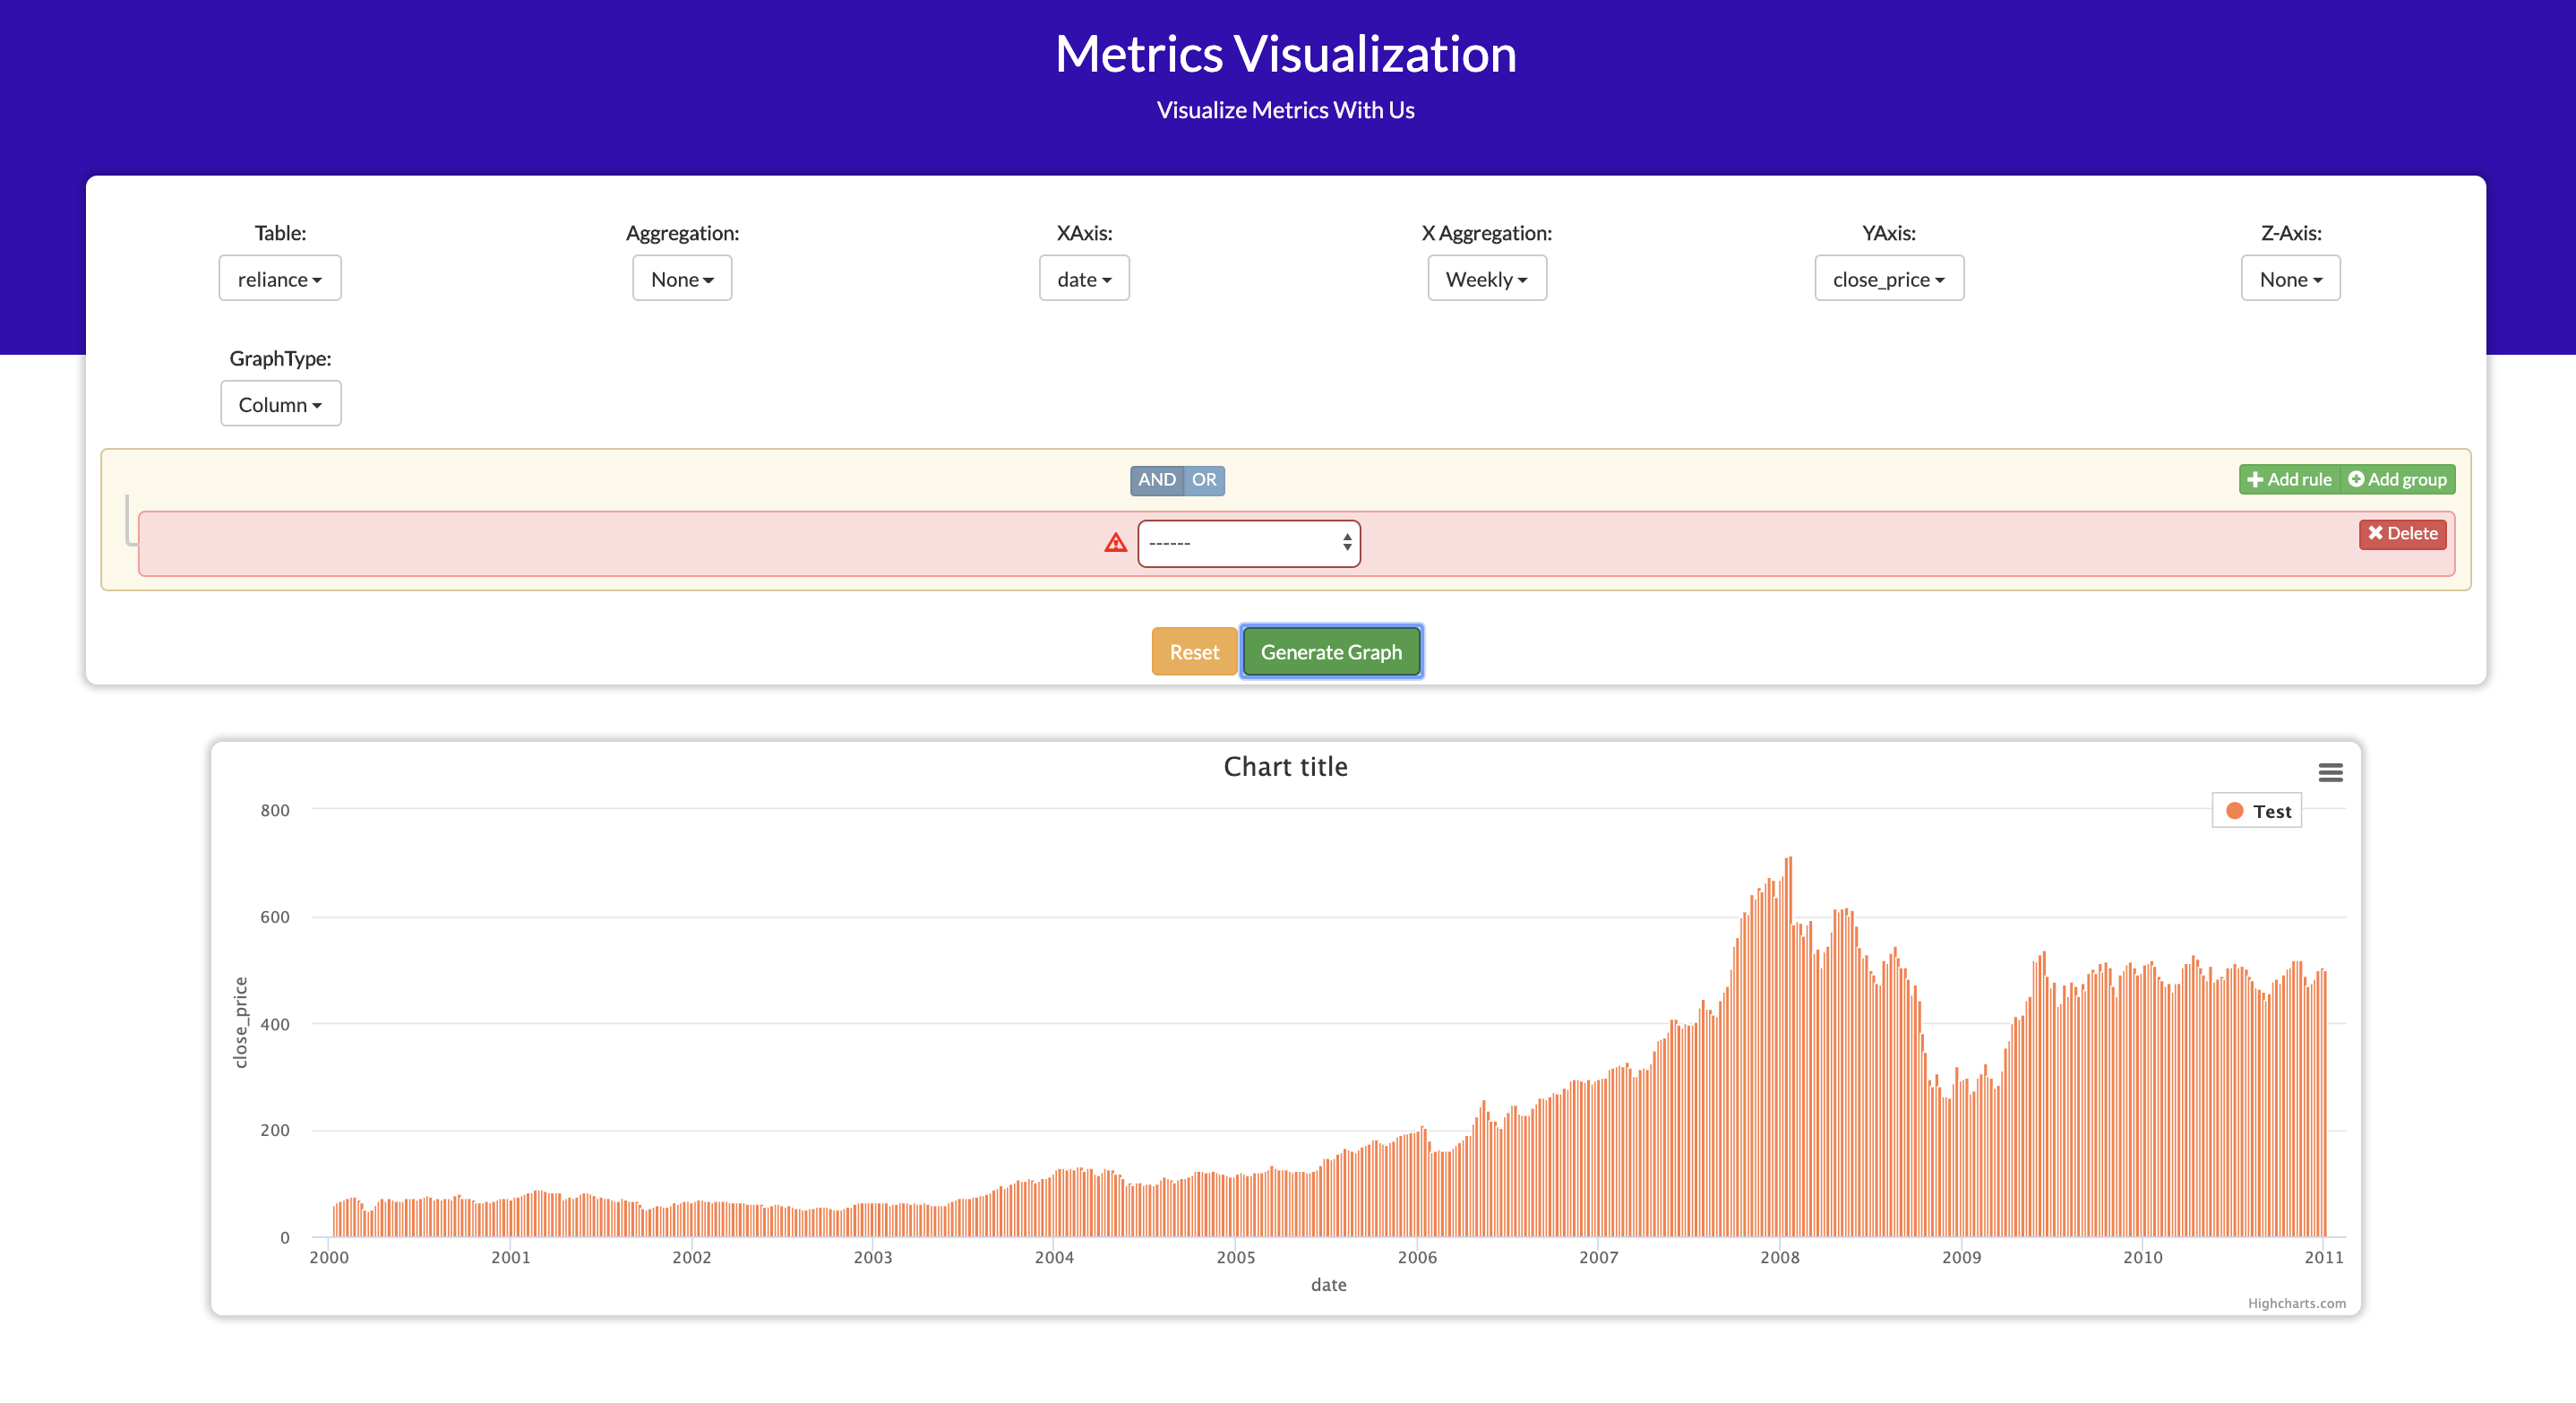 Metrics Visualization
Visualize Metrics With Us
Table: Aggregation: XAxis: X Aggregation: YAxis: Z-Axis:
reliance None date Weekly close_price None
GraphType:
Column
AND OR Add rule Add group
------ Delete
Reset Generate Graph
Chart title
Test
800
600
400
200
0
close_price
2000 2001 2002 2003 2004 2005 2006 2007 2008 2009 2010 2011
date
Highcharts.com